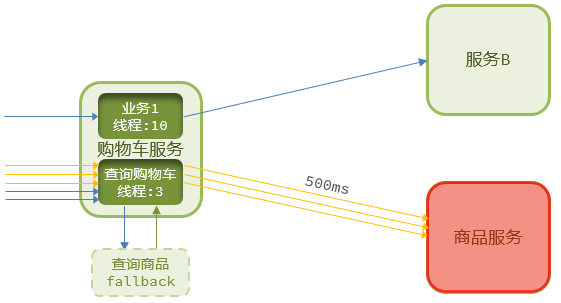 服务B
业务1
线程:10
购物车服务
查询购物车
线程:3
500ms
商品服务
查询商品
fallback